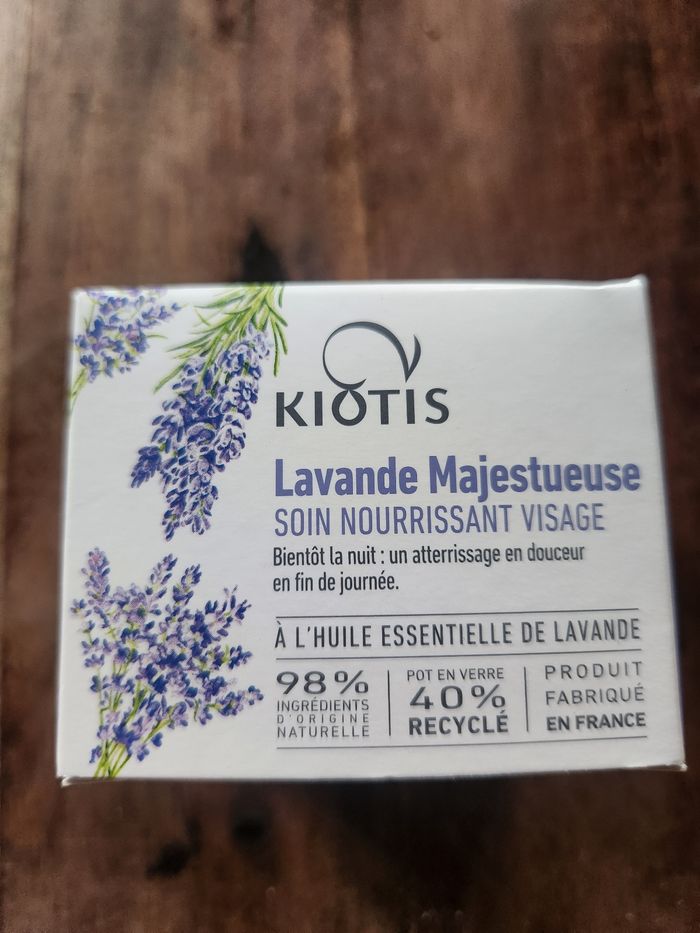 KIOTIS
Lavande Majestueuse
SOIN NOURRISSANT VISAGE
Bientôt la nuit : un atterrissage en douceur
en fin de journée.
À L'HUILE ESSENTIELLE DE LAVANDE
98%
INGRÉDIENTS
D'ORIGINE
NATURELLE
POT EN VERRE
40%
RECYCLÉ
PRODUIT
FABRIQUÉ
EN FRANCE